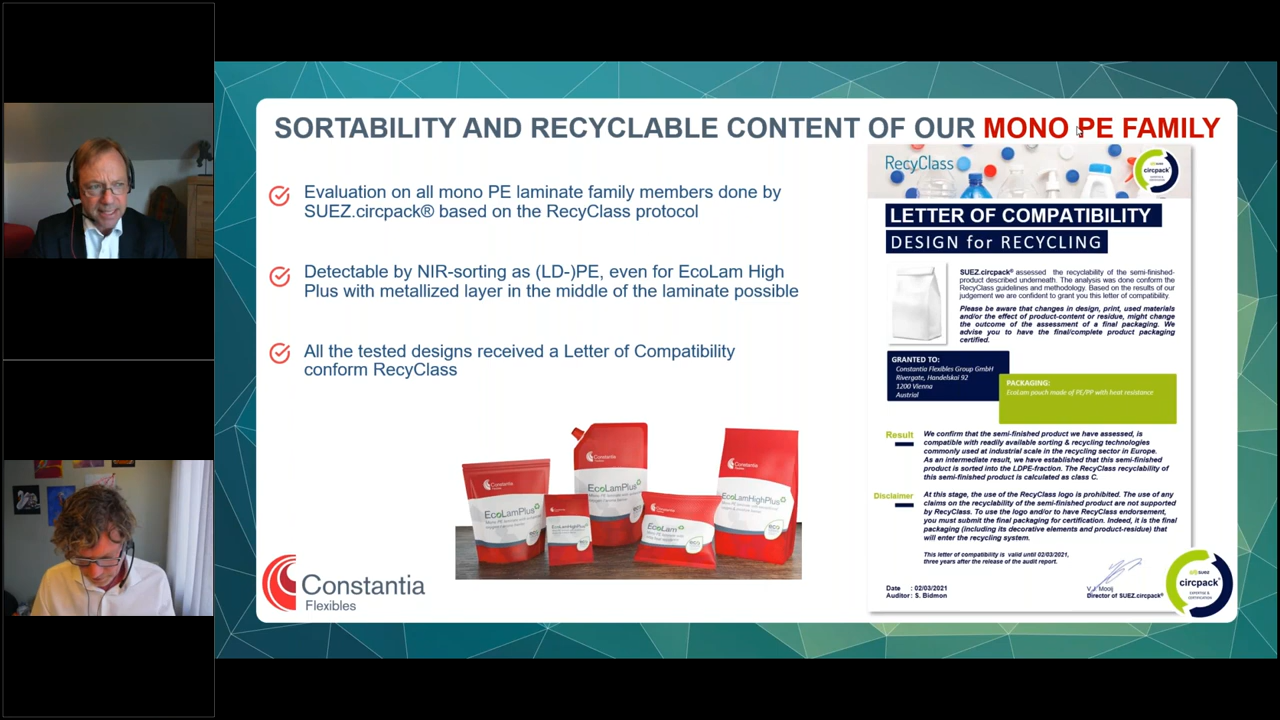 SORTABILITY AND RECYCLABLE CONTENT OF OUR MONO PE FAMILY
Evaluation on all mono PE laminate family members done by
SUEZ.circpack® based on the RecyClass protocol
Detectable by NIR-sorting as (LD-)PE, even for EcoLam High
Plus with metallized layer in the middle of the laminate possible
All the tested designs received a Letter of Compatibility
conform RecyClass
Constantia
EcoLamPlus
Constantia
EcoLamHighPlus
Constantia
EcoLamPlus
EcoLam
Constantia
EcoLamHighPlus
Constantia
Flexibles
RecyClass
circpack
LETTER OF COMPATIBILITY
DESIGN for RECYCLING
SUEZ.circpack® assessed the recyclability of the semi-finished-
product described underneath. The analysis was done conform the
RecyClass guidelines and methodology. Based on the results of our
judgement we are confident to grant you this letter of compatibility.
Please be aware that changes in design, print, used materials
and/or the effect of product-content or residue, might change
the outcome of the assessment of a final packaging. We
advise you to have the final/complete product packaging
certified.
GRANTED TO:
Constantia Flexibles Group GmbH
Rivergate, Handelskai 92
1200 Vienna
Austrial
PACKAGING:
EcoLam pouch made of PE/PP with heat resistance
Result
We confirm that the semi-finished product we have assessed, is
compatible with readily available sorting & recycling technologies
commonly used at industrial scale in the recycling sector in Europe.
As an intermediate result, we have established that this semi-finished
product is sorted into the LDPE-fraction. The RecyClass recyclability of
this semi-finished product is calculated as class C.
Disclaimer
At this stage, the use of the RecyClass logo is prohibited. The use of any
claims on the recyclability of the semi-finished product are not supported
by RecyClass. To use the logo and/or to have RecyClass endorsement,
you must submit the final packaging for certification. Indeed, it is the final
packaging (including its decorative elements and product-residue) that
will enter the recycling system.
This letter of compatibility is valid until 02/03/2021,
three years after the release of the audit report.
Date : 02/03/2021
Auditor : S. Bidmon
V.J. Mooij
Director of SUEZ.circpack®
suez
circpack
EXPERTISE &
CERTIFICATION